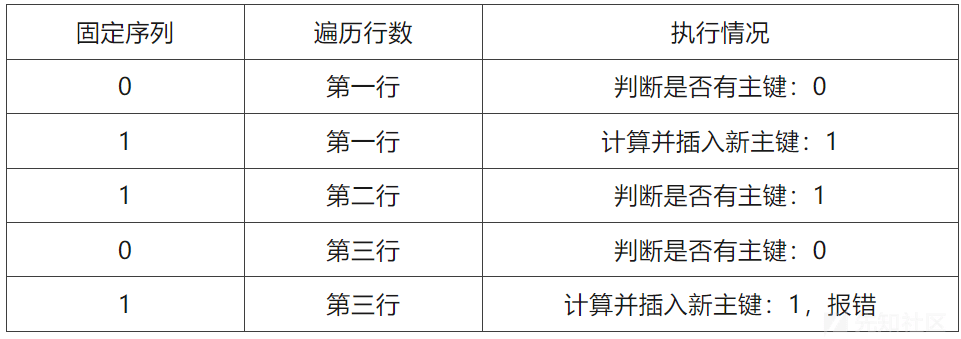 固定序列 遍历行数 执行情况
0 第一行 判断是否有主键：0
1 第一行 计算并插入新主键：1
1 第二行 判断是否有主键：1
0 第三行 判断是否有主键：0
1 第三行 计算并插入新主键：1，报错
先知社区